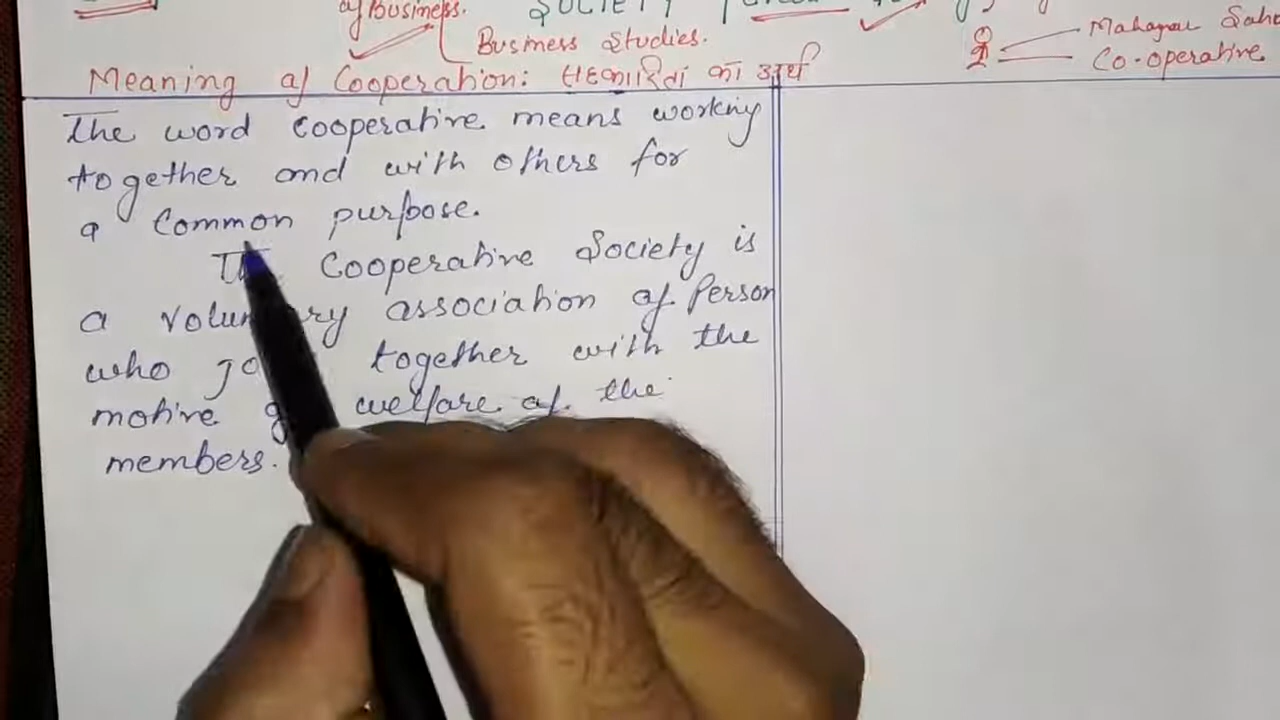 of Business. SOCIETY
Business Studies.
Mahagrau
Co-operative
Meaning of Cooperation: सहकारिता का अर्थ
The word cooperative means working
together and with others for
a common purpose.
Cooperative Society is
a association of Person
who together with the
motive welfare of the
members.